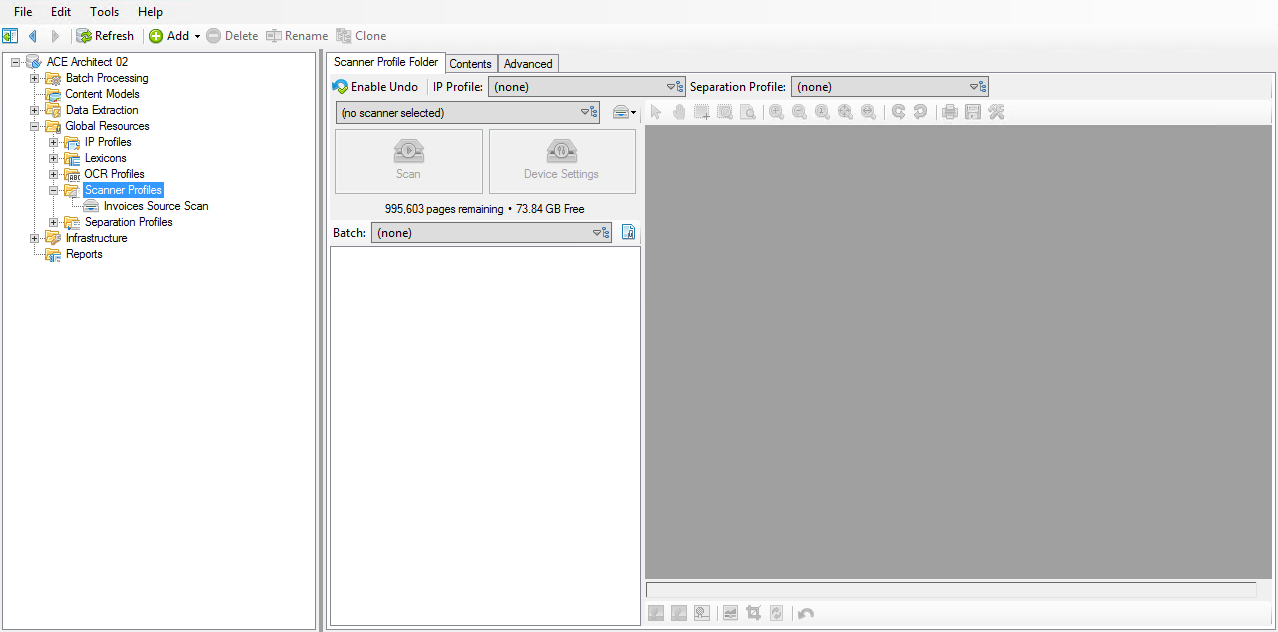 File Edit Tools Help
Refresh Add Delete Rename Clone
ACE Architect 02
Batch Processing
Content Models
Data Extraction
Global Resources
IP Profiles
Lexicons
OCR Profiles
Scanner Profiles
Invoices Source Scan
Separation Profiles
Infrastructure
Reports
Scanner Profile Folder Contents Advanced
Enable Undo IP Profile: (none) Separation Profile: (none)
(no scanner selected)
Scan Device Settings
995,603 pages remaining • 73.84 GB Free
Batch: (none)